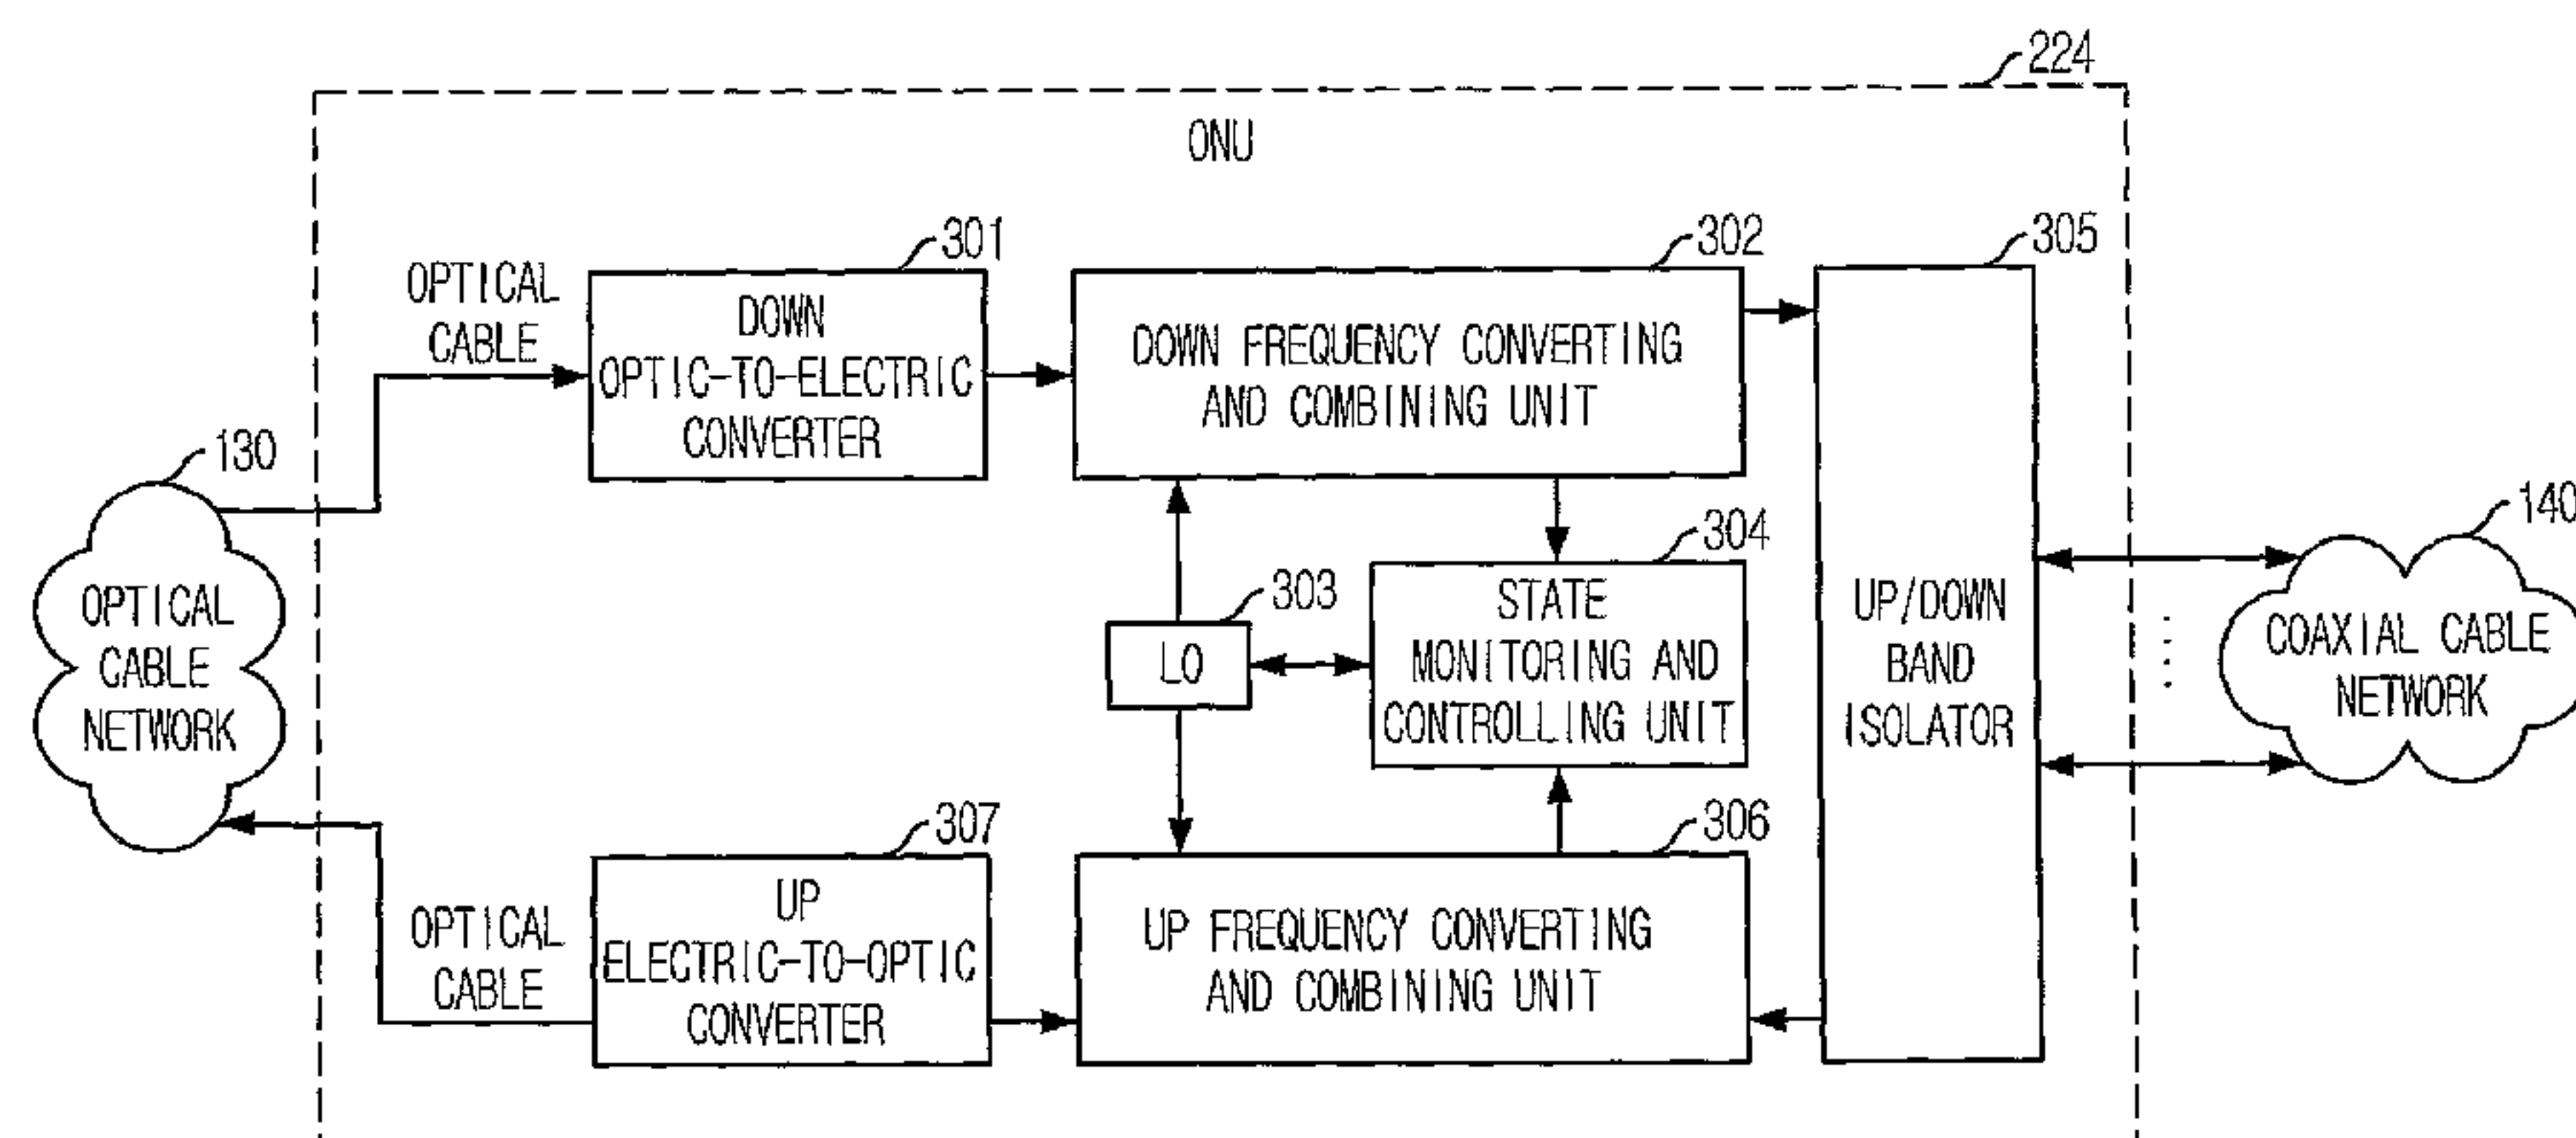 224
ONU
301
302
305
OPTICAL
CABLE
DOWN
OPTIC-TO-ELECTRIC
CONVERTER
DOWN FREQUENCY CONVERTING
AND COMBINING UNIT
130
OPTICAL
CABLE
NETWORK
303
LO
304
STATE
MONITORING AND
CONTROLLING UNIT
UP/DOWN
BAND
ISOLATOR
140
COAXIAL CABLE
NETWORK
307
306
OPTICAL
CABLE
UP
ELECTRIC-TO-OPTIC
CONVERTER
UP FREQUENCY CONVERTING
AND COMBINING UNIT